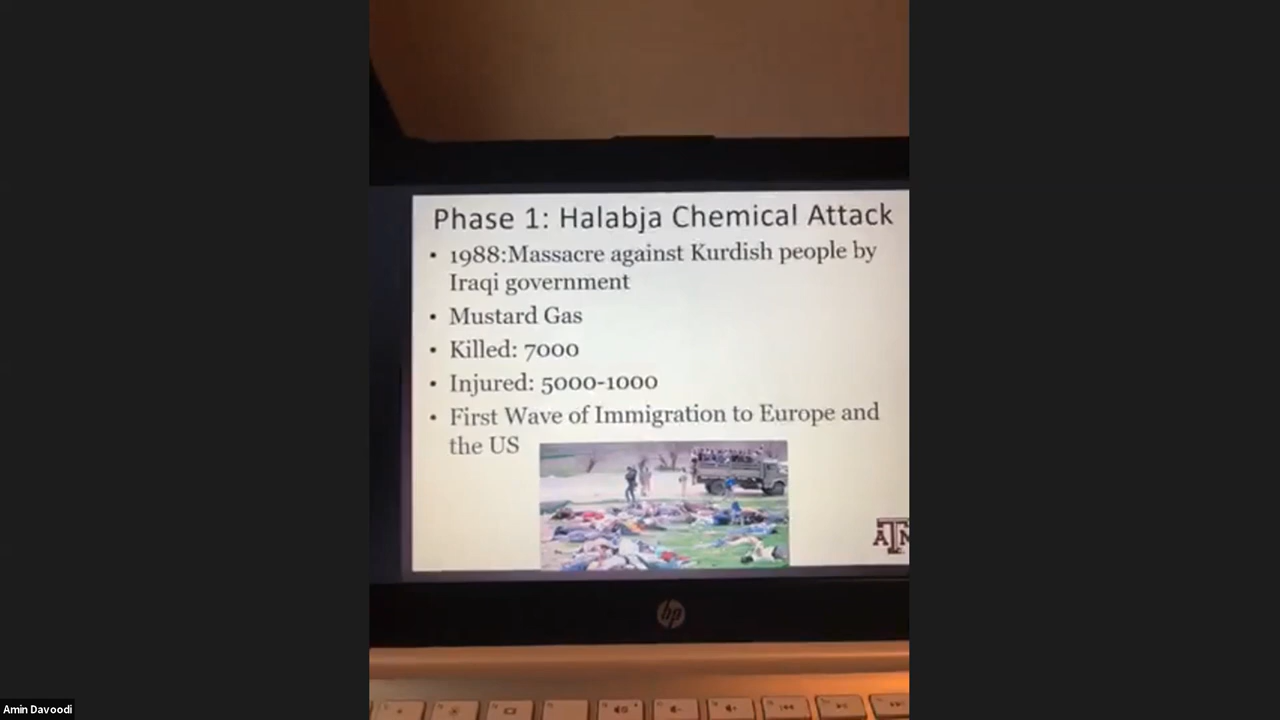 Phase 1: Halabja Chemical Attack
• 1988:Massacre against Kurdish people by
Iraqi government
• Mustard Gas
• Killed: 7000
• Injured: 5000-1000
• First Wave of Immigration to Europe and
the US
ATM
hp
Amin Davoodi